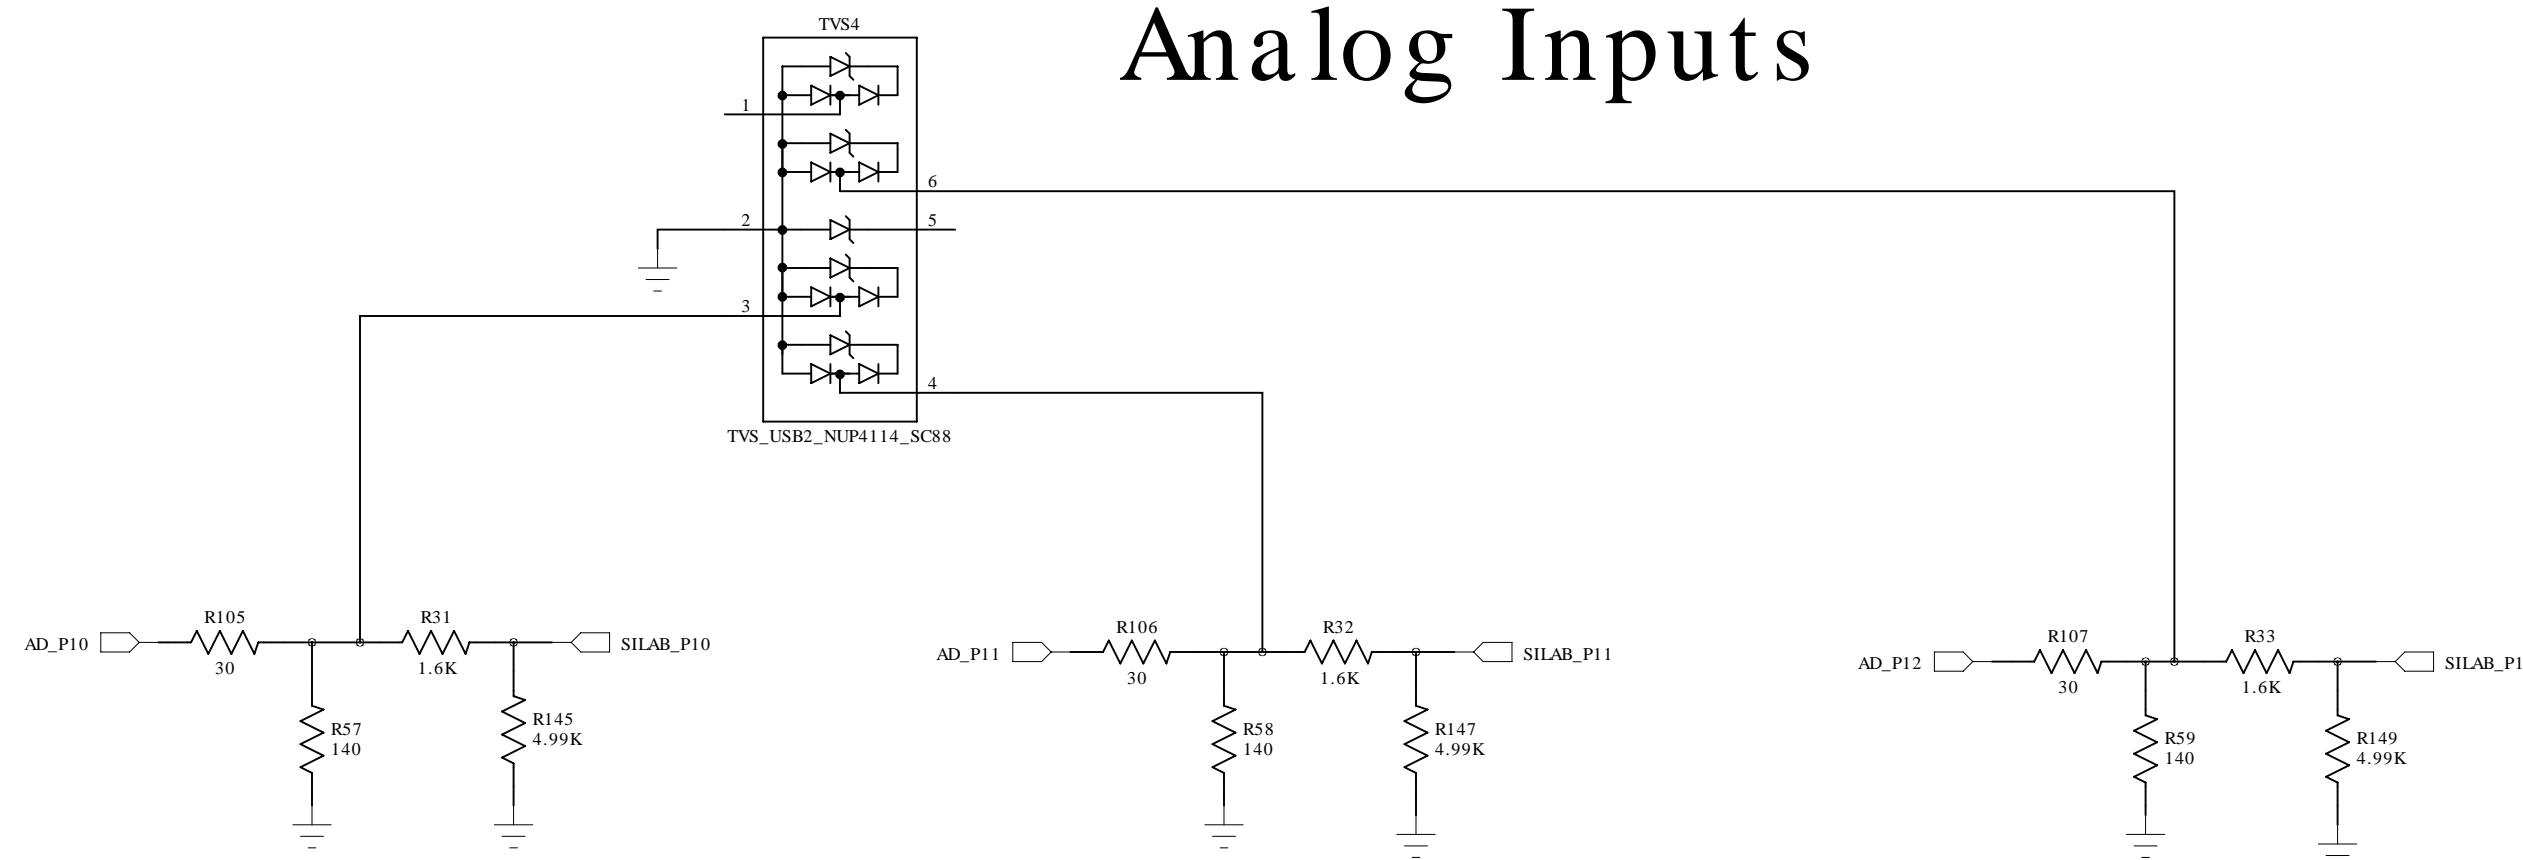 Analog Inputs
TVS4
1
6
2
5
3
4
TVS_USB2_NUP4114_SC88
AD_P10
R105
30
R31
1.6K
SILAB_P10
R57
140
R145
4.99K
AD_P11
R106
30
R32
1.6K
SILAB_P11
R58
140
R147
4.99K
AD_P12
R107
30
R33
1.6K
SILAB_P1
R59
140
R149
4.99K